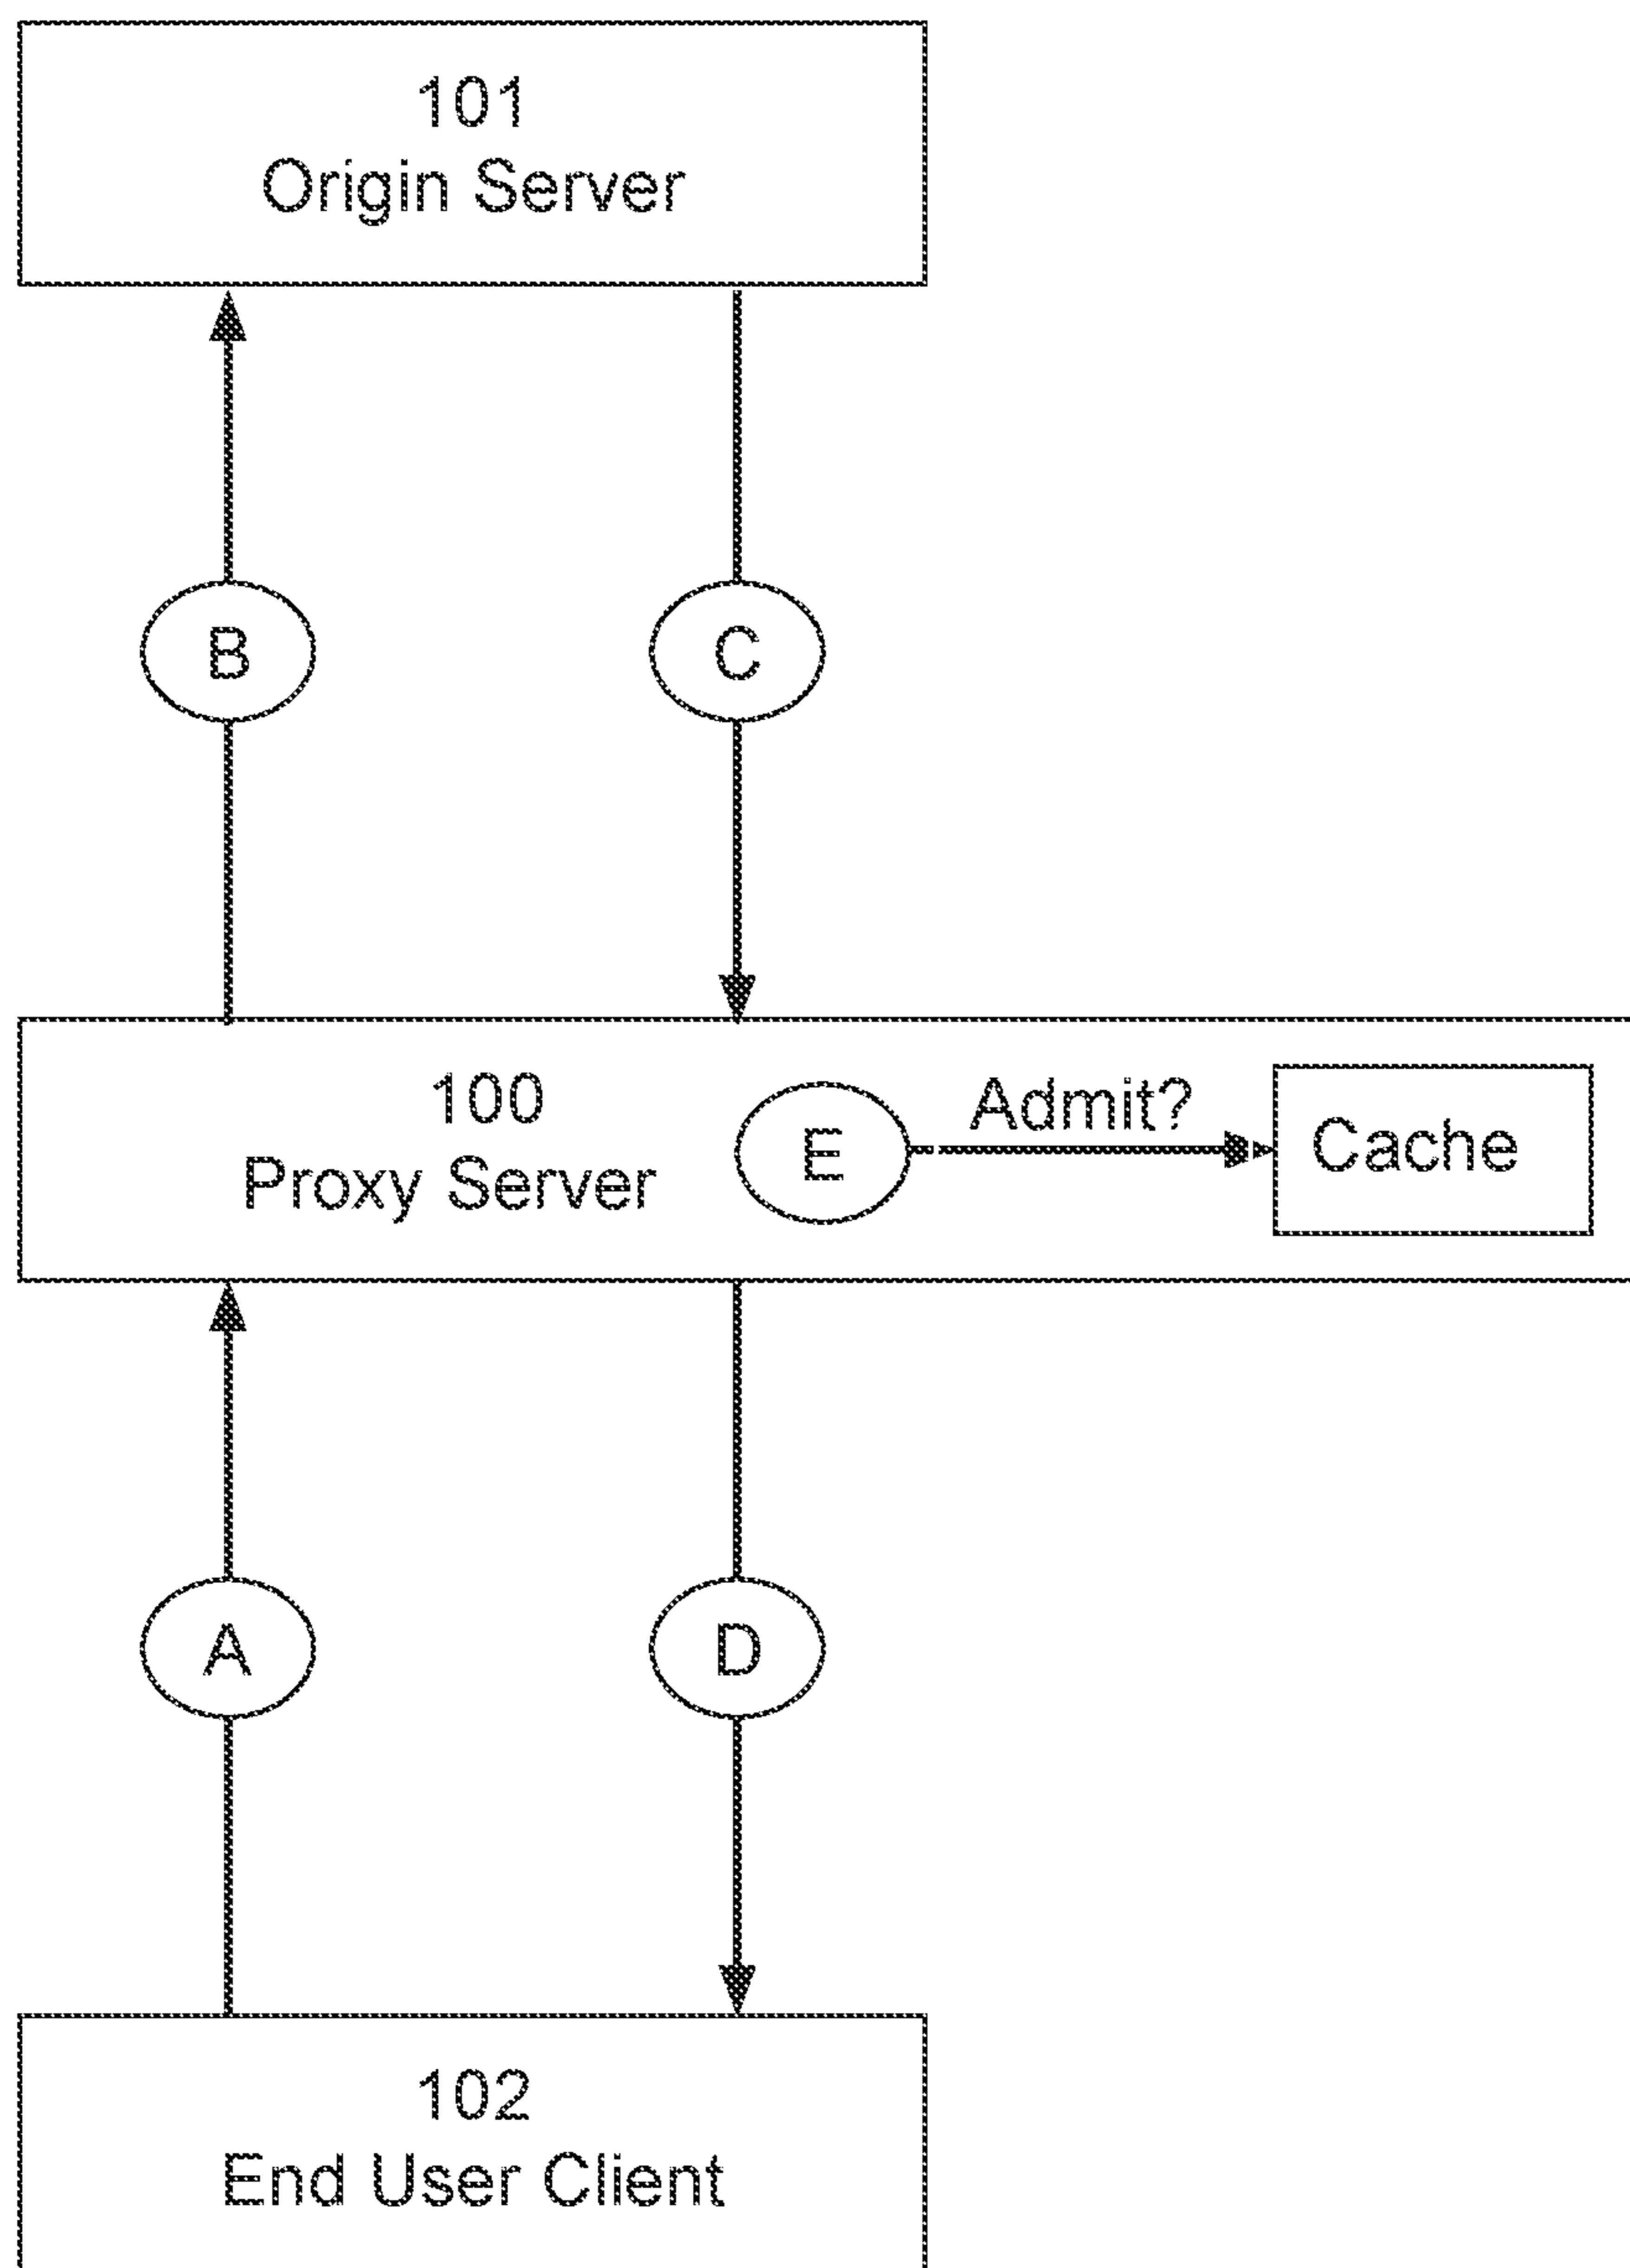 101
Origin Server
B
C
100
Proxy Server
E
Admit?
Cache
A
D
102
End User Client